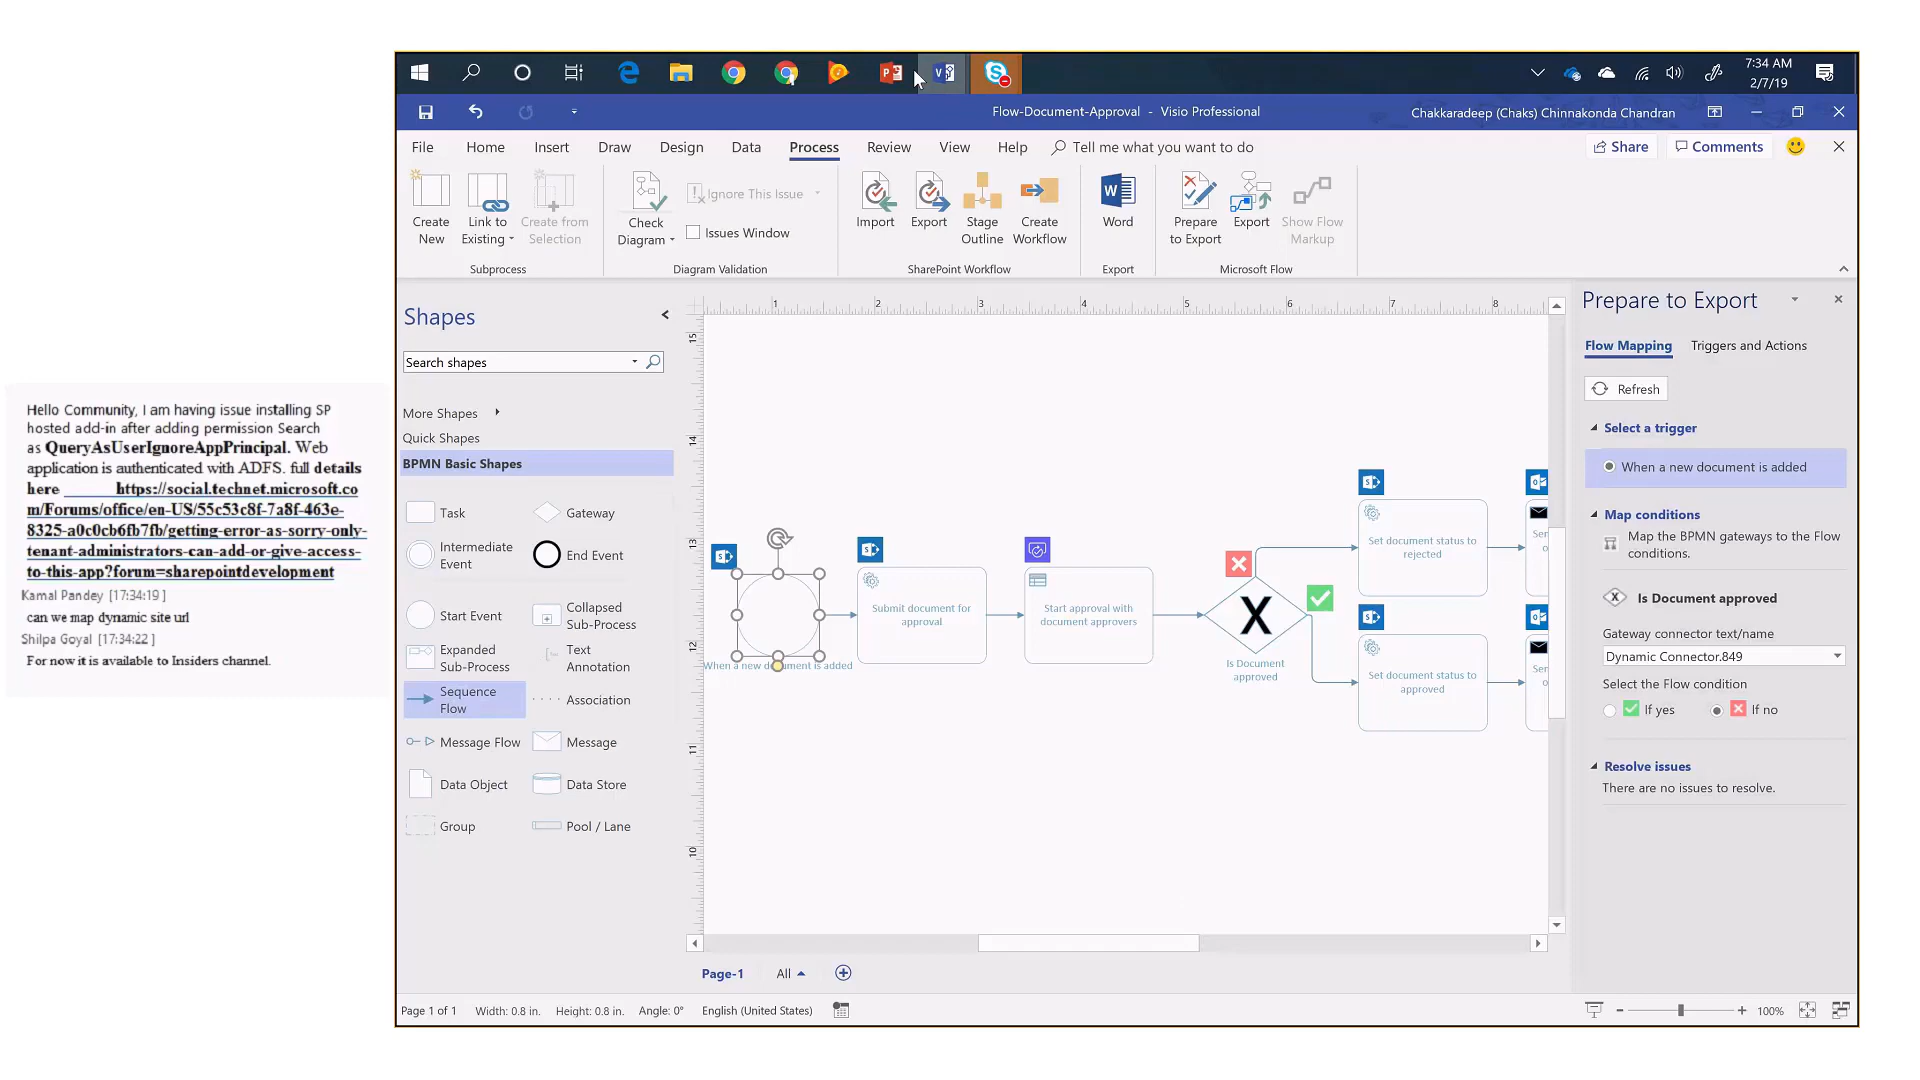 Hello Community, I am having issue installing SP
hosted add-in after adding permission Search
as QueryAsUserIgnoreAppPrincipal. Web
application is authenticated with ADFS. full details
here https://social.technet.microsoft.co
m/Forums/office/en-US/55c53c8f-7a8f-463e-
8325-a0c0cb6fb7fb/getting-error-as-sorry-only-
tenant-administrators-can-add-or-give-access-
to-this-app?forum=sharepointdevelopment
Kamal Pandey [17:34:19]
can we map dynamic site url
Shilpa Goyal [17:34:22]
For now it is available to Insiders channel.
7:34 AM
2/7/19
Flow-Document-Approval - Visio Professional
Chakkaradeep (Chaks) Chinnakonda Chandran
File Home Insert Draw Design Data Process Review View Help Tell me what you want to do
Share Comments
Create New
Link to Existing
Create from Selection
Subprocess
Check Diagram
Ignore This Issue
Issues Window
Diagram Validation
Import
Export
Stage Outline
Create Workflow
SharePoint Workflow
Word
Export
Prepare to Export
Export
Show Flow Markup
Microsoft Flow
Shapes
Search shapes
More Shapes
Quick Shapes
BPMN Basic Shapes
Task
Gateway
Intermediate Event
End Event
Start Event
Collapsed Sub-Process
Expanded Sub-Process
Text Annotation
Sequence Flow
Association
Message Flow
Message
Data Object
Data Store
Group
Pool / Lane
1 2 3 4 5 6 7 8
15
14
13
12
11
10
When a new document is added
Submit document for
approval
Start approval with
document approvers
X
Is Document
approved
Set document status to
rejected
Set document status to
approved
Page-1 All
Prepare to Export
Flow Mapping Triggers and Actions
Refresh
Select a trigger
When a new document is added
Map conditions
Map the BPMN gateways to the Flow
conditions.
Is Document approved
Gateway connector text/name
Dynamic Connector.849
Select the Flow condition
If yes If no
Resolve issues
There are no issues to resolve.
Page 1 of 1 Width: 0.8 in. Height: 0.8 in. Angle: 0° English (United States) 100%